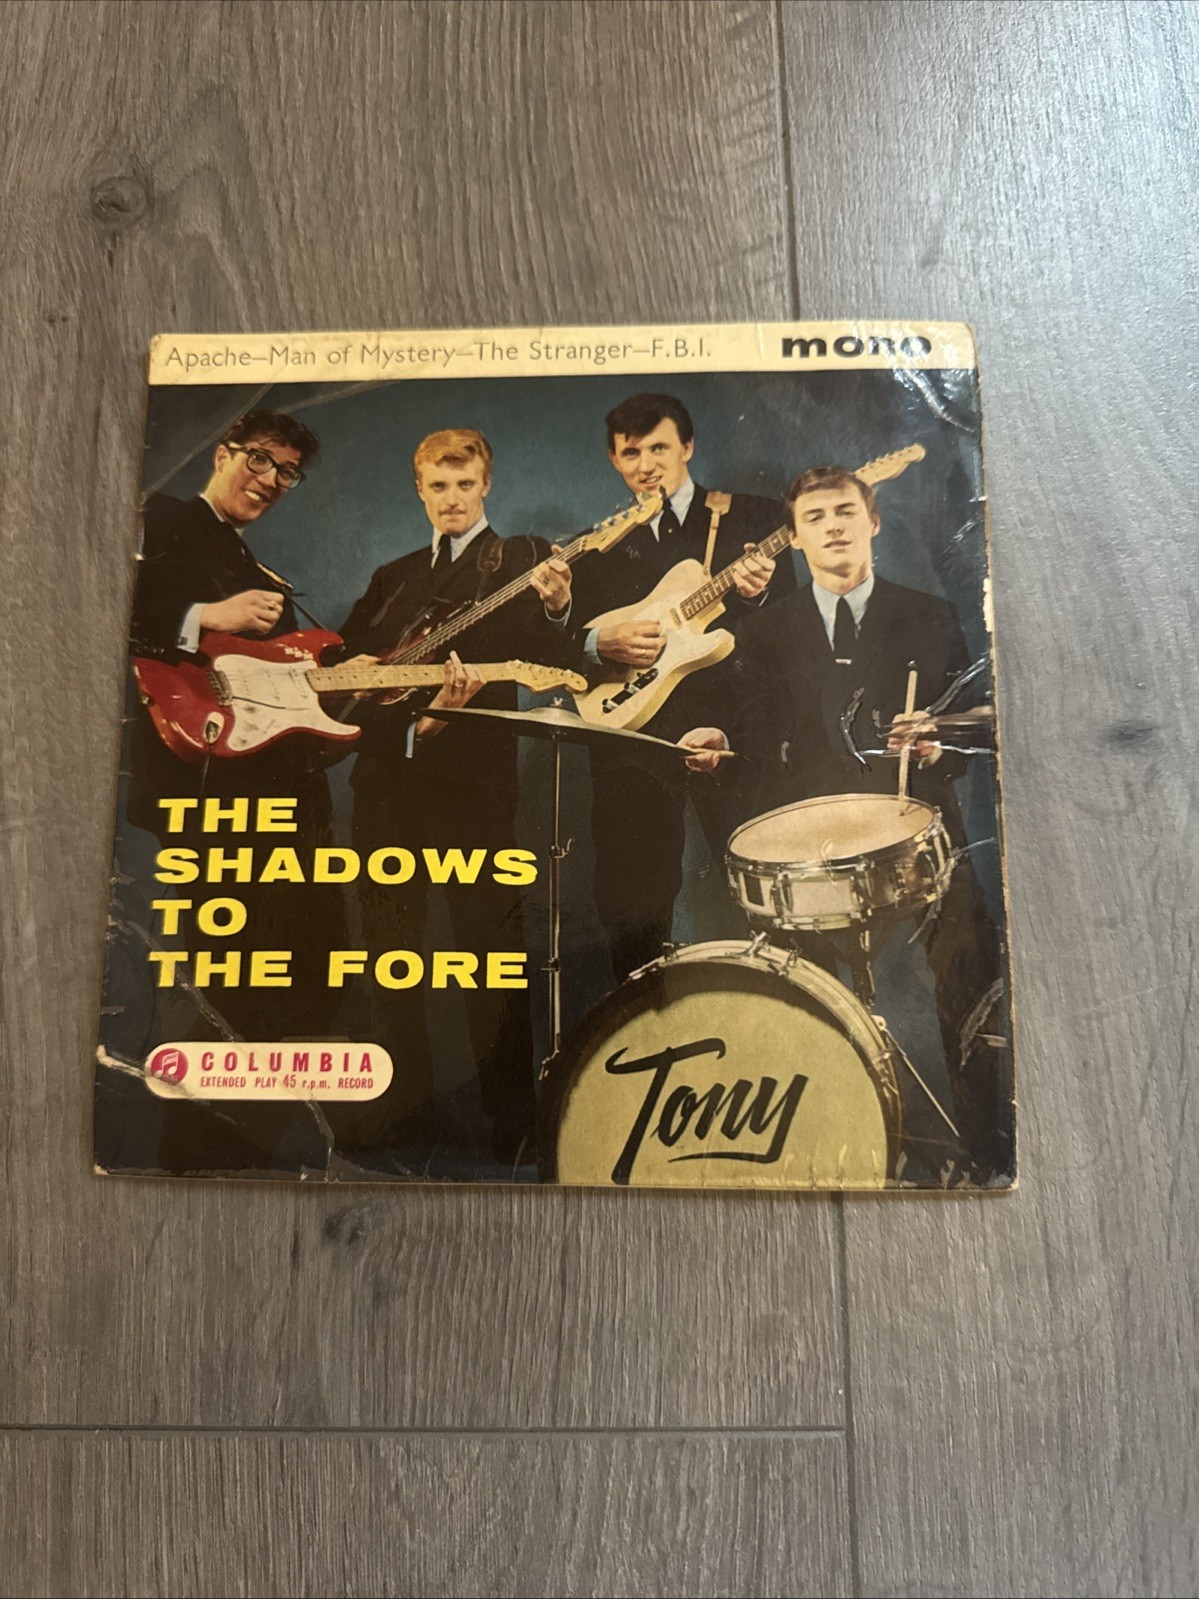 Apache—Man of Mystery—The Stranger—F.B.I. mono
THE
SHADOWS
TO
THE FORE
COLUMBIA
EXTENDED PLAY 45 r.p.m. RECORD
Tony